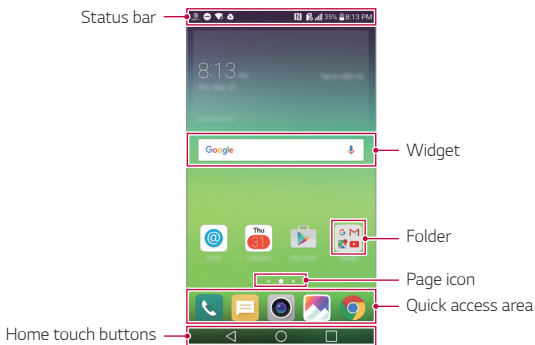 Status bar
35% 8:13 PM
8:13
Google
Widget
Thu
31
G M
Folder
Page icon
Quick access area
Home touch buttons